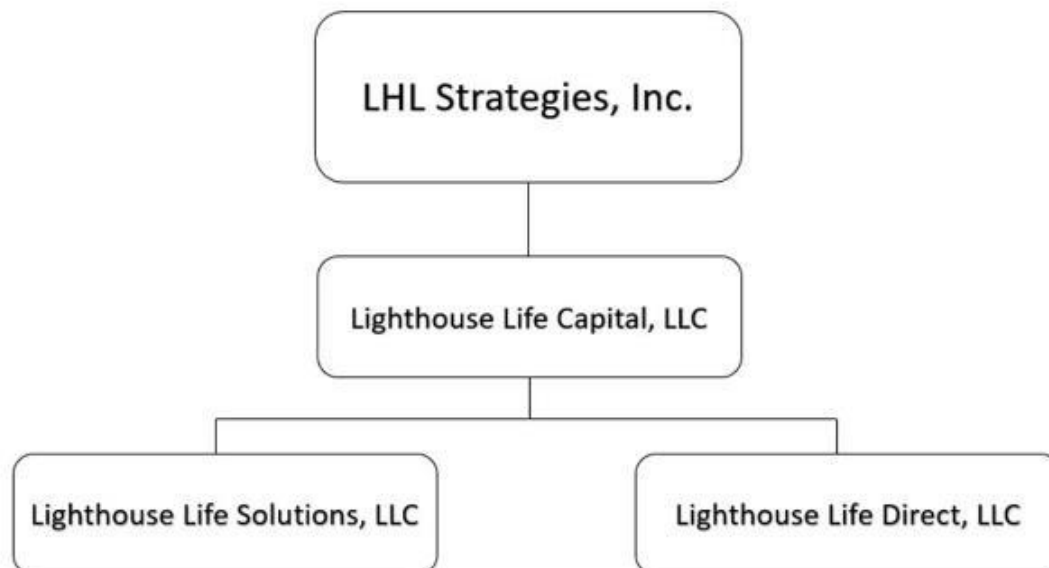 LHL Strategies, Inc.
Lighthouse Life Capital, LLC
Lighthouse Life Solutions, LLC
Lighthouse Life Direct, LLC